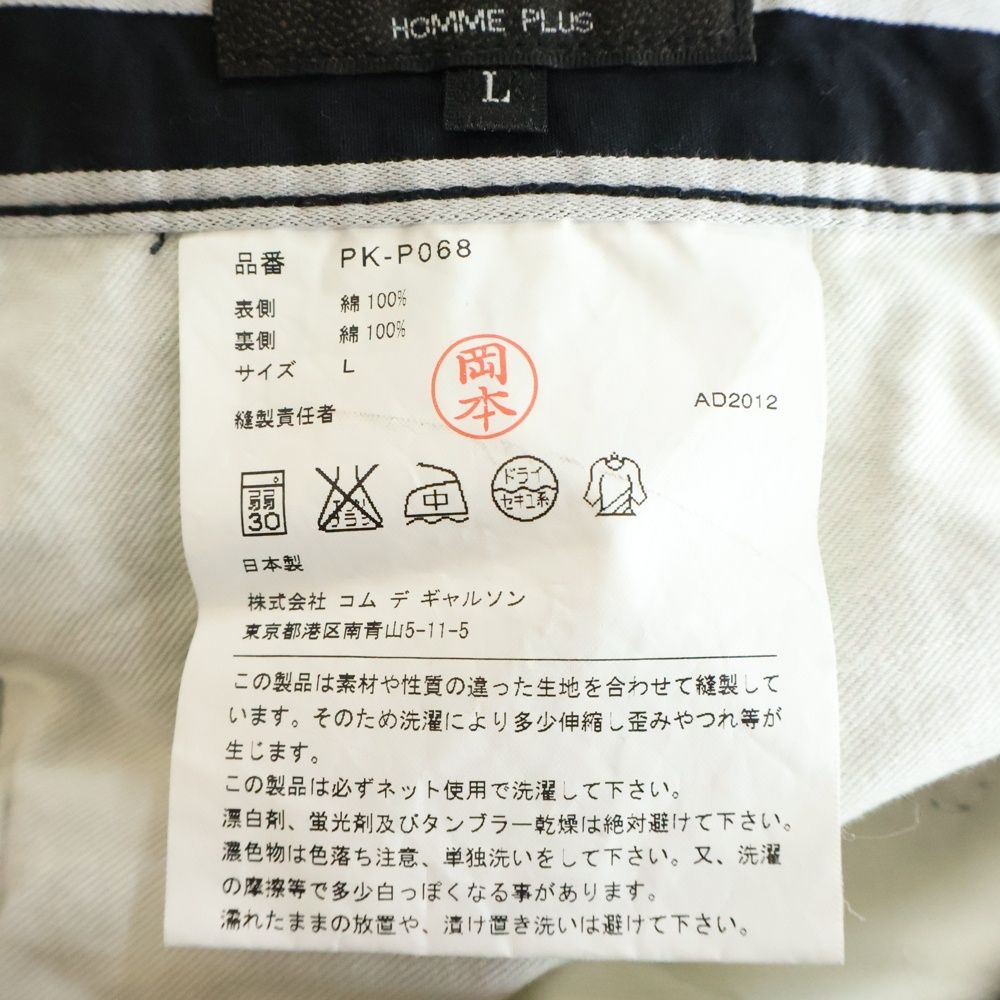 HOMME PLUS
L
品番 PK-P068
表側 綿 100%
裏側 綿 100%
サイズ L
縫製責任者 岡本 AD2012
弱 30
エンソ サラシ
中
ドライ
セキユ系
日本製
株式会社 コム デ ギャルソン
東京都港区南青山5-11-5
この製品は素材や性質の違った生地を合わせて縫製して
います。そのため洗濯により多少伸縮し歪みやつれ等が
生じます。
この製品は必ずネット使用で洗濯して下さい。
漂白剤、蛍光剤及びタンブラー乾燥は絶対避けて下さい。
濃色物は色落ち注意、単独洗いをして下さい。又、洗濯
の摩擦等で多少白っぽくなる事があります。
濡れたままの放置や、漬け置き洗いは避けて下さい。